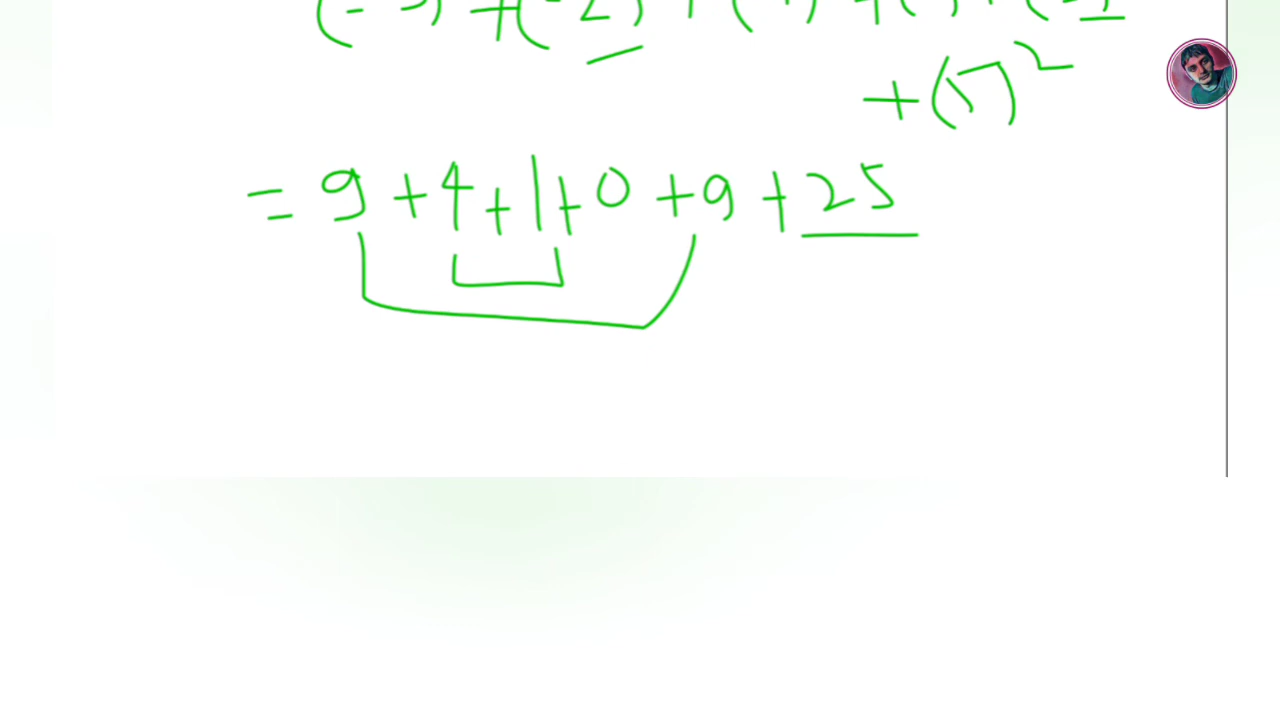 +(5)²
= 9 + 4 + 1 + 0 + 9 + 25